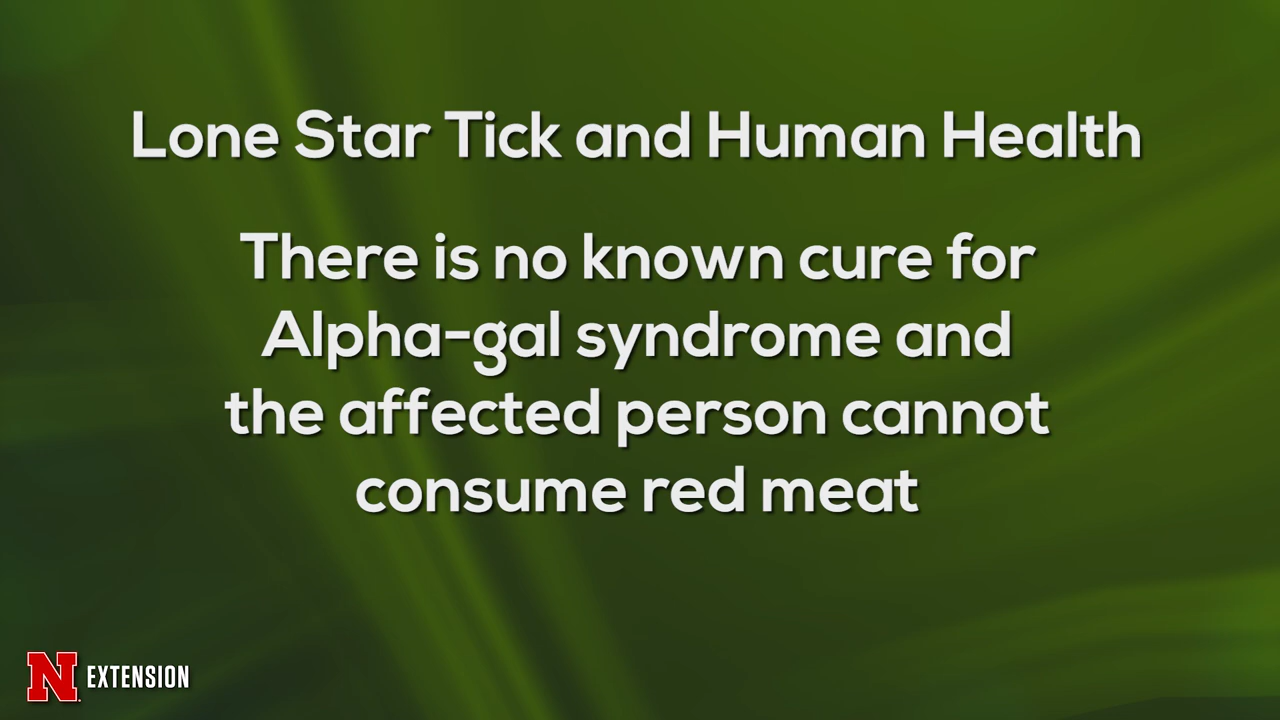 Lone Star Tick and Human Health
There is no known cure for
Alpha-gal syndrome and
the affected person cannot
consume red meat
N EXTENSION